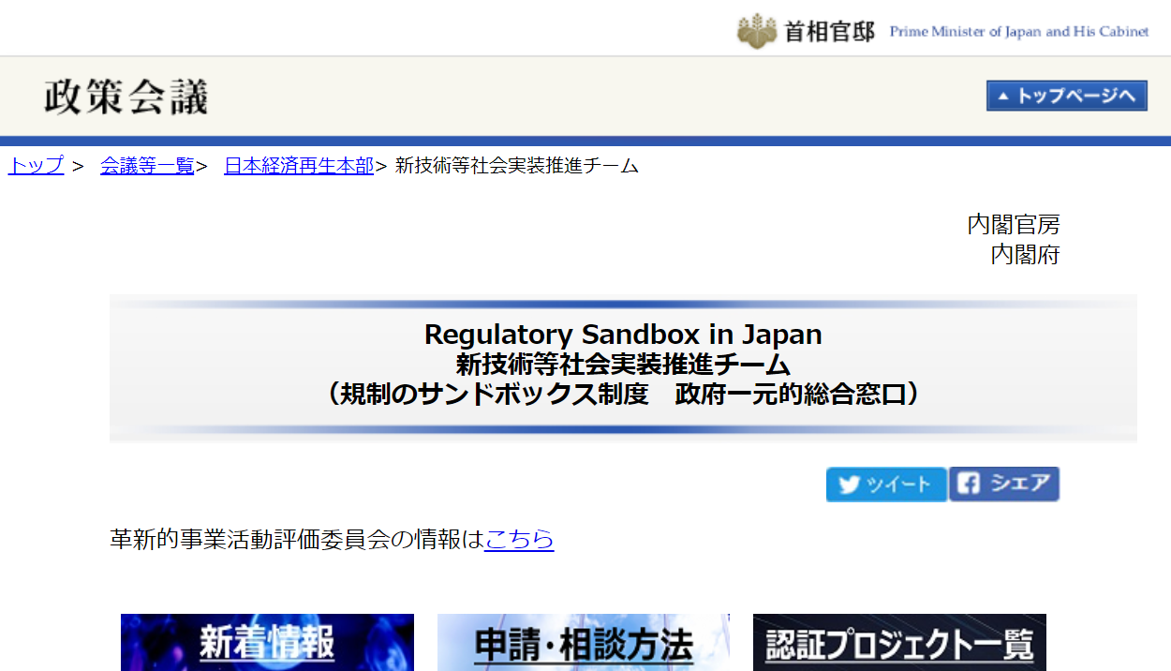 首相官邸 Prime Minister of Japan and His Cabinet
政策会議
▲ トップページへ
トップ > 会議等一覧> 日本経済再生本部> 新技術等社会実装推進チーム
内閣官房
内閣府
Regulatory Sandbox in Japan
新技術等社会実装推進チーム
（規制のサンドボックス制度　政府一元的総合窓口）
ツイート シェア
革新的事業活動評価委員会の情報はこちら
新着情報 申請・相談方法 認証プロジェクト一覧